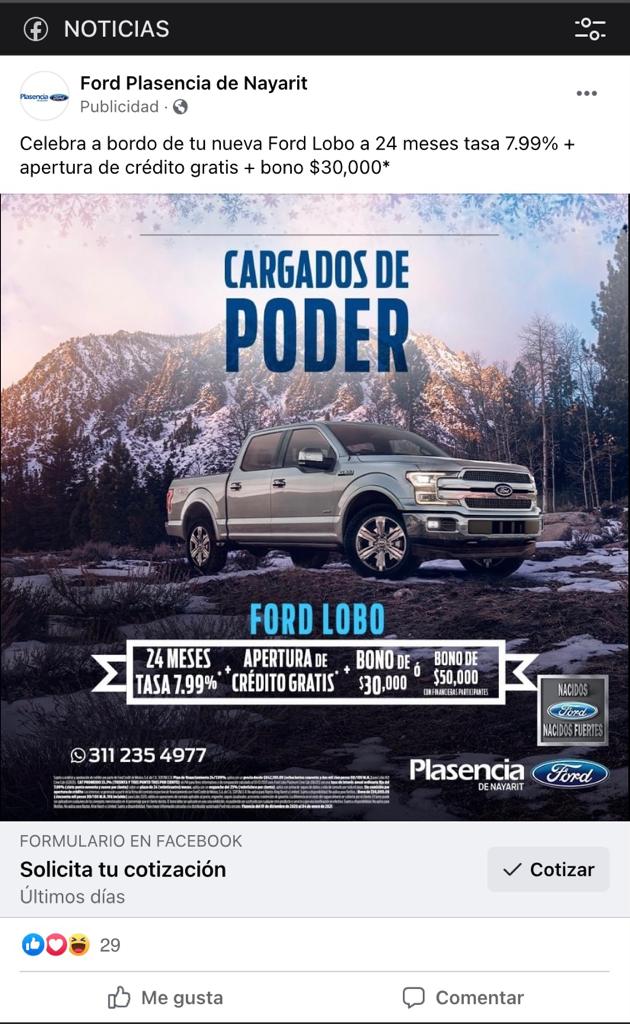 NOTICIAS
Ford Plasencia de Nayarit
Publicidad ·
Celebra a bordo de tu nueva Ford Lobo a 24 meses tasa 7.99% +
apertura de crédito gratis + bono $30,000*
CARGADOS DE
PODER
FORD LOBO
24 MESES
TASA 7.99%*
+
APERTURA DE
CRÉDITO GRATIS*
+
BONO DE
$30,000
ó
BONO DE
$50,000
CON FINANCIERAS PARTICIPANTES
NACIDOS
Ford
NACIDOS FUERTES
311 235 4977
Plasencia
DE NAYARIT
Ford
FORMULARIO EN FACEBOOK
Solicita tu cotización
Cotizar
Últimos días
29
Me gusta
Comentar